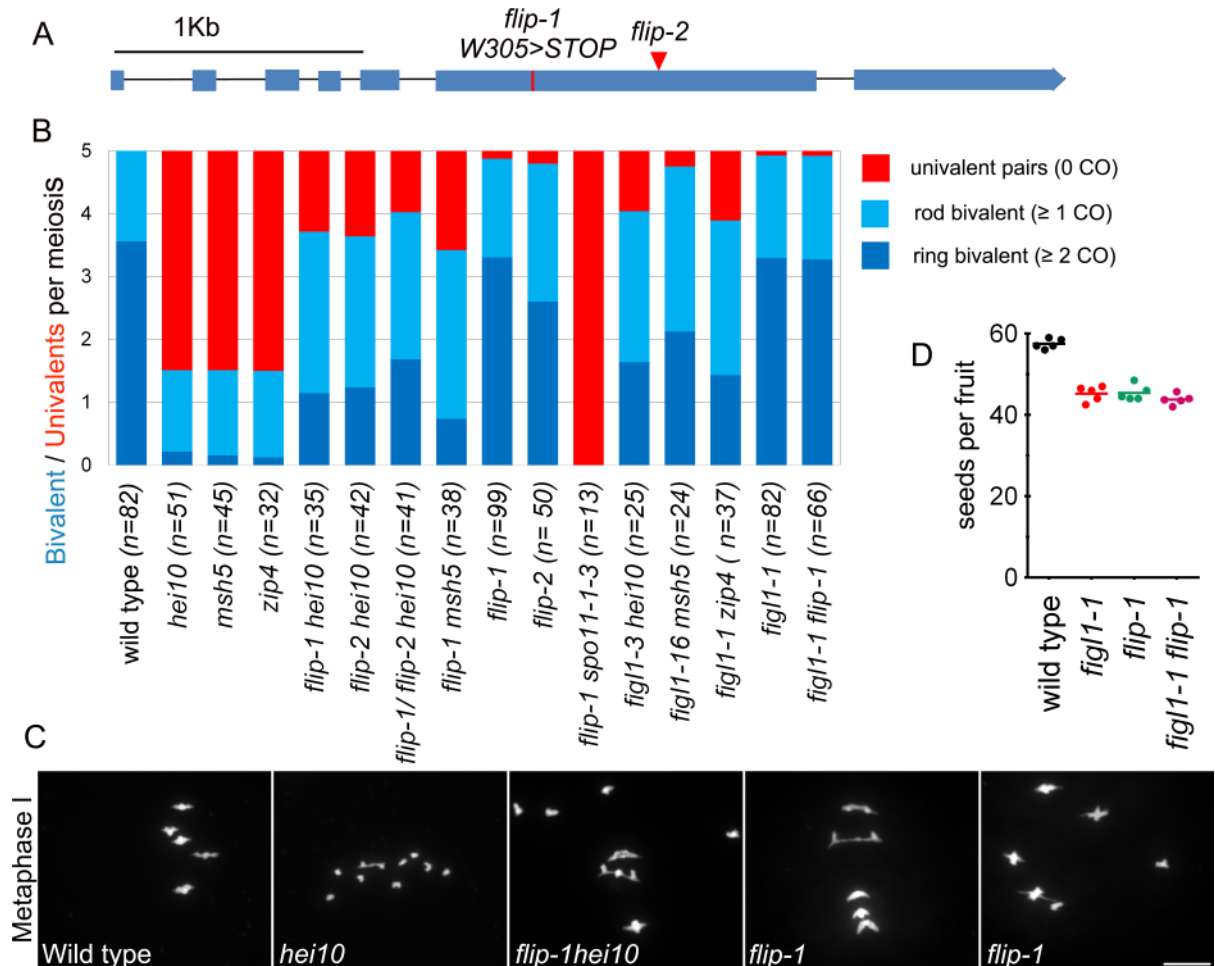 A
1Kb
flip-1
W305>STOP
flip-2
B
Bivalent / Univalents per meiosis
5
4
3
2
1
0
univalent pairs (0 CO)
rod bivalent (≥ 1 CO)
ring bivalent (≥ 2 CO)
wild type (n=82)
hei10 (n=51)
msh5 (n=45)
zip4 (n=32)
flip-1 hei10 (n=35)
flip-2 hei10 (n=42)
flip-1/ flip-2 hei10 (n=41)
flip-1 msh5 (n=38)
flip-1 (n=99)
flip-2 (n= 50)
flip-1 spo11-1-3 (n=13)
figl1-3 hei10 (n=25)
figl1-16 msh5 (n=24)
figl1-1 zip4 ( n=37)
figl1-1 (n=82)
figl1-1 flip-1 (n=66)
D
seeds per fruit
60
40
20
0
wild type
figl1-1
flip-1
figl1-1 flip-1
C
Metaphase I
Wild type
hei10
flip-1hei10
flip-1
flip-1